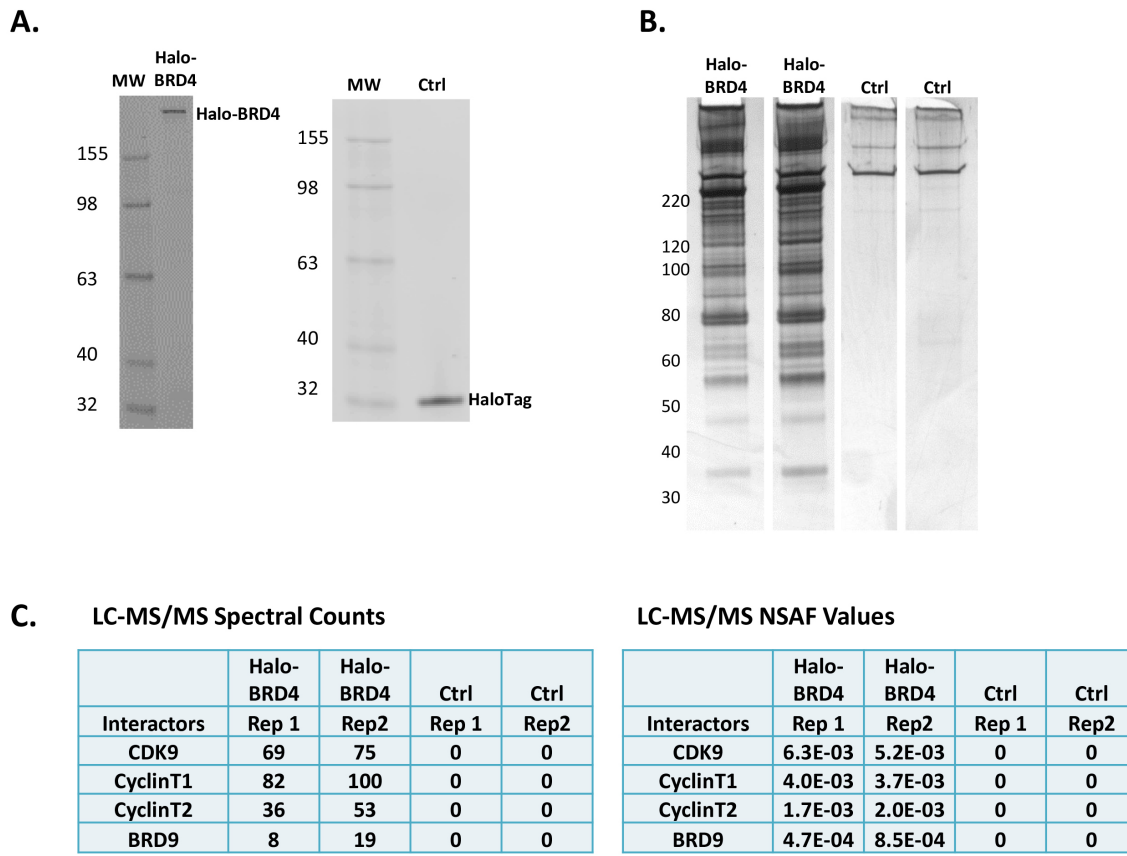 A.
Halo-
BRD4
MW
Halo-BRD4
155
98
63
40
32
MW Ctrl
155
98
63
40
32
HaloTag
B.
Halo-
BRD4
Halo-
BRD4
Ctrl
Ctrl
220
120
100
80
60
50
40
30
C.
LC-MS/MS Spectral Counts
Halo-
BRD4
Halo-
BRD4
Ctrl
Ctrl
Interactors Rep 1 Rep2 Rep 1 Rep2
CDK9 69 75 0 0
CyclinT1 82 100 0 0
CyclinT2 36 53 0 0
BRD9 8 19 0 0
LC-MS/MS NSAF Values
Halo-
BRD4
Halo-
BRD4
Ctrl
Ctrl
Interactors Rep 1 Rep2 Rep 1 Rep2
CDK9 6.3E-03 5.2E-03 0 0
CyclinT1 4.0E-03 3.7E-03 0 0
CyclinT2 1.7E-03 2.0E-03 0 0
BRD9 4.7E-04 8.5E-04 0 0